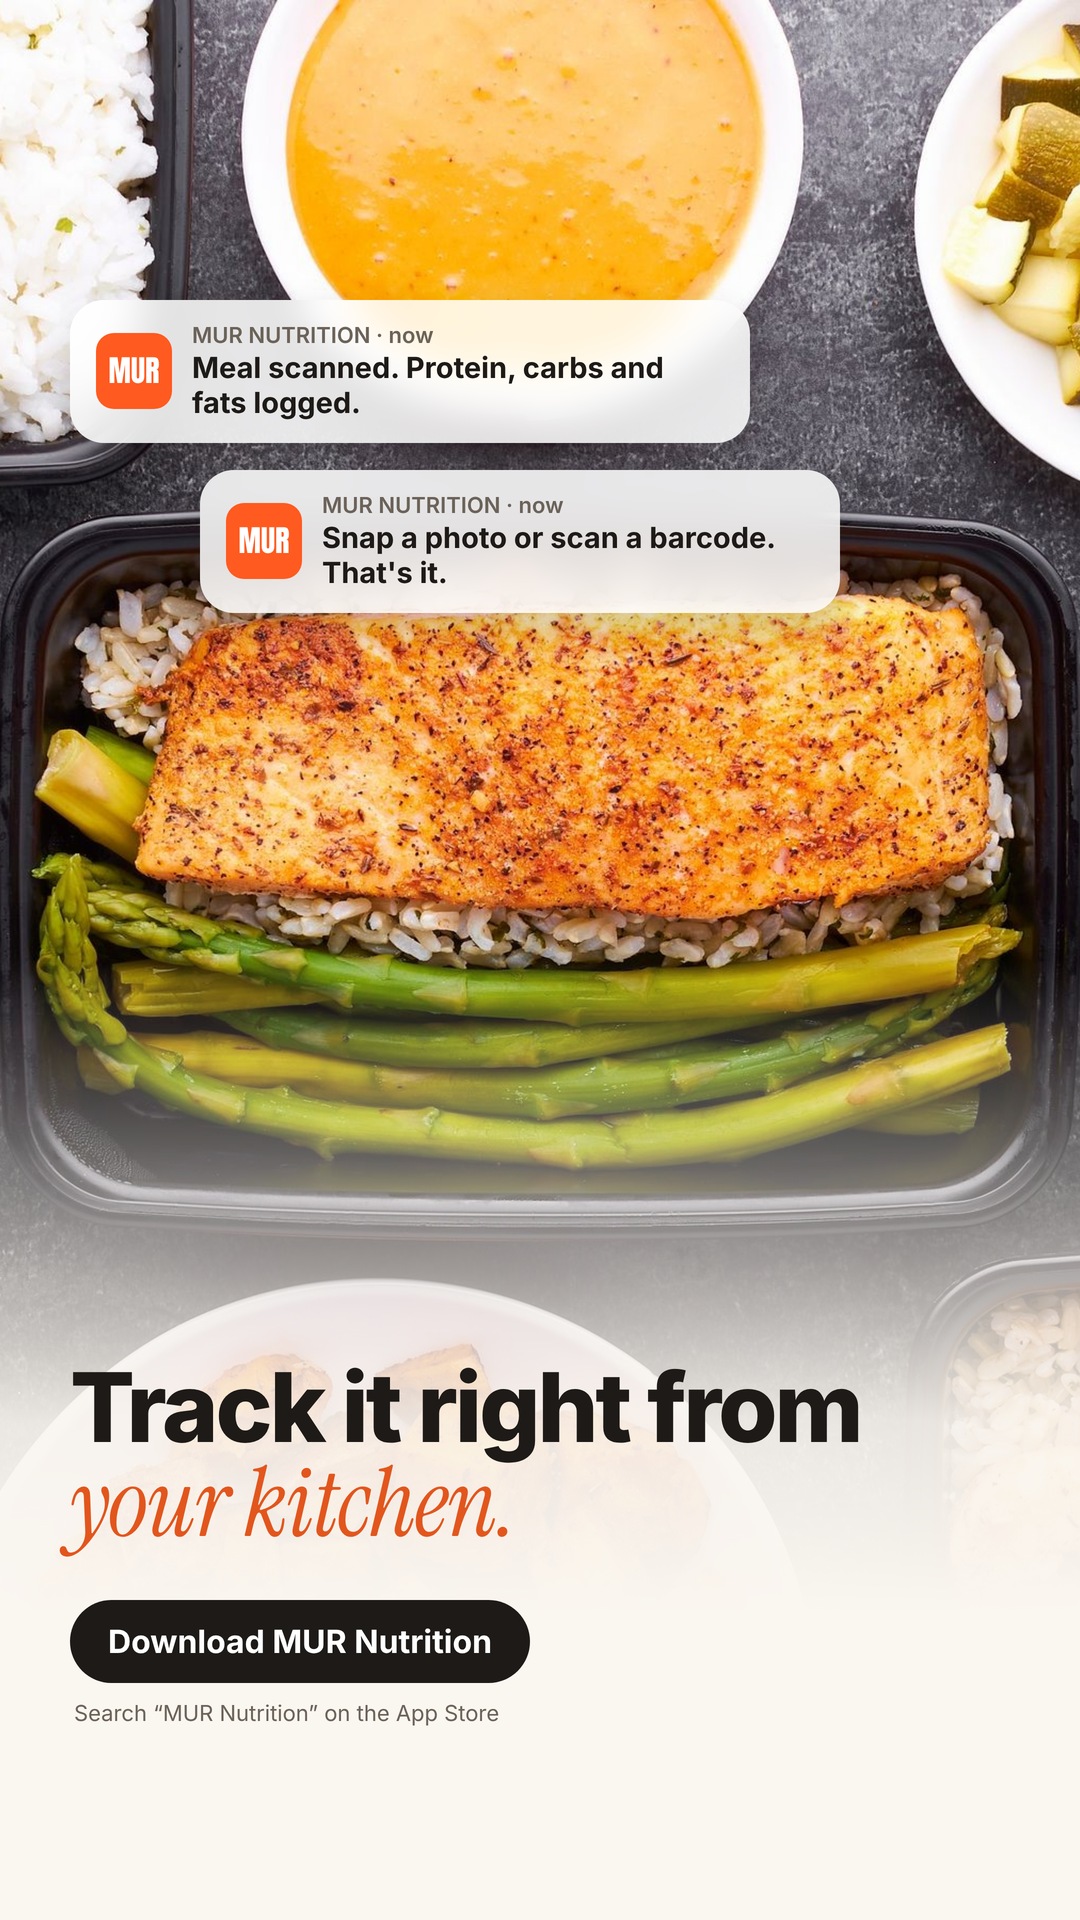 MUR
MUR NUTRITION · now
Meal scanned. Protein, carbs and
fats logged.
MUR
MUR NUTRITION · now
Snap a photo or scan a barcode.
That's it.
Track it right from
your kitchen.
Download MUR Nutrition
Search “MUR Nutrition” on the App Store